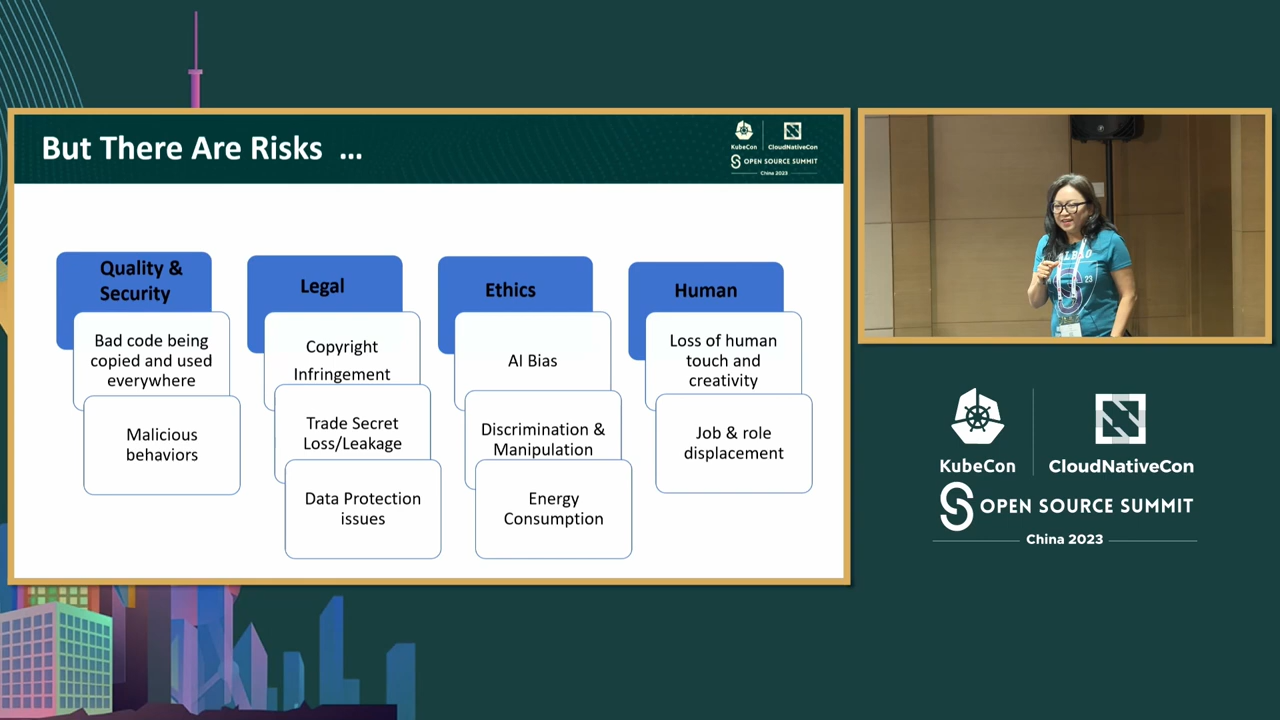 But There Are Risks ...
KubeCon
CloudNativeCon
OPEN SOURCE SUMMIT
China 2023
Quality &
Security
Bad code being
copied and used
everywhere
Malicious
behaviors
Legal
Copyright
Infringement
Trade Secret
Loss/Leakage
Data Protection
issues
Ethics
AI Bias
Discrimination &
Manipulation
Energy
Consumption
Human
Loss of human
touch and
creativity
Job & role
displacement
23
KubeCon
CloudNativeCon
OPEN SOURCE SUMMIT
China 2023